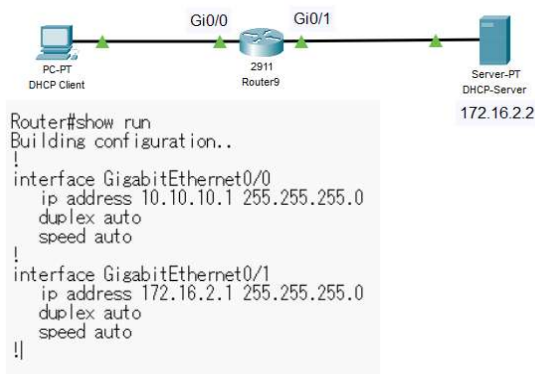 Gi0/0
Gi0/1
PC-PT
DHCP Client
2911
Router9
Server-PT
DHCP-Server
172.16.2.2
Router#show run
Building configuration..
!
interface GigabitEthernet0/0
ip address 10.10.10.1 255.255.255.0
duplex auto
speed auto
!
interface GigabitEthernet0/1
ip address 172.16.2.1 255.255.255.0
duplex auto
speed auto
!|